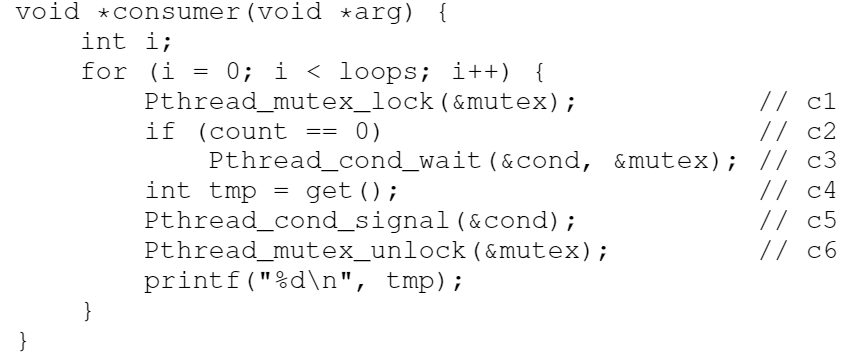 void *consumer(void *arg) {
    int i;
    for (i = 0; i < loops; i++) {
        Pthread_mutex_lock(&mutex);           // c1
        if (count == 0)                       // c2
            Pthread_cond_wait(&cond, &mutex); // c3
        int tmp = get();                      // c4
        Pthread_cond_signal(&cond);           // c5
        Pthread_mutex_unlock(&mutex);         // c6
        printf("%d\n", tmp);
    }
}